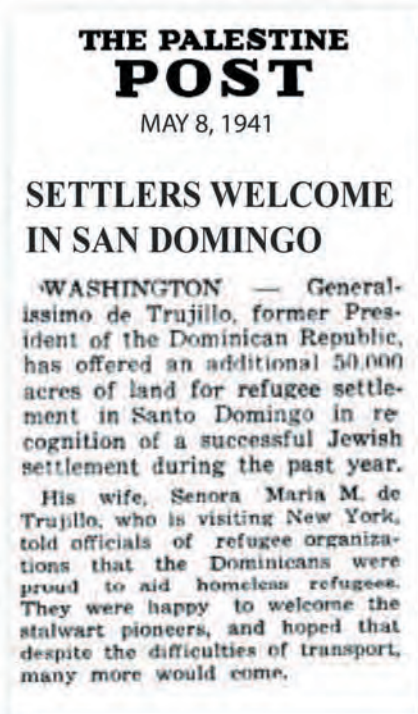 THE PALESTINE
POST
MAY 8, 1941
SETTLERS WELCOME
IN SAN DOMINGO
WASHINGTON — General-
issimo de Trujillo, former Pres-
ident of the Dominican Republic,
has offered an additional 50,000
acres of land for refugee settle-
ment in Santo Domingo in re
cognition of a successful Jewish
settlement during the past year.
His wife, Senora Maria M. de
Trujillo, who is visiting New York,
told officials of refugee organiza-
tions that the Dominicans were
proud to aid homeless refugees.
They were happy to welcome the
stalwart pioneers, and hoped that
despite the difficulties of transport,
many more would come.